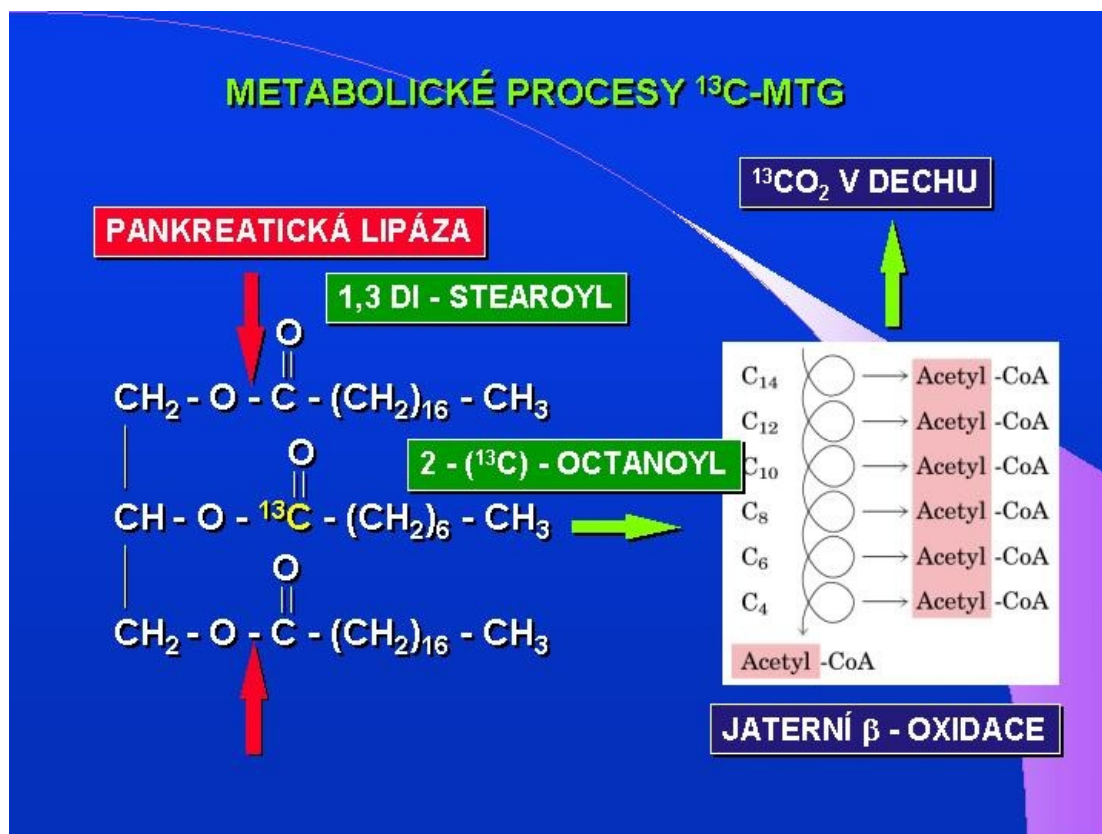 METABOLICKÉ PROCESY ¹³C-MTG
¹³CO₂ V DECHU
PANKREATICKÁ LIPÁZA
1,3 DI - STEAROYL
O
CH₂ - O - C - (CH₂)₁₆ - CH₃
2 - (¹³C) - OCTANOYL
O
CH - O - ¹³C - (CH₂)₆ - CH₃
O
CH₂ - O - C - (CH₂)₁₆ - CH₃
C₁₄ Acetyl -CoA
C₁₂ Acetyl -CoA
C₁₀ Acetyl -CoA
C₈ Acetyl -CoA
C₆ Acetyl -CoA
C₄ Acetyl -CoA
Acetyl -CoA
JATERNÍ β - OXIDACE